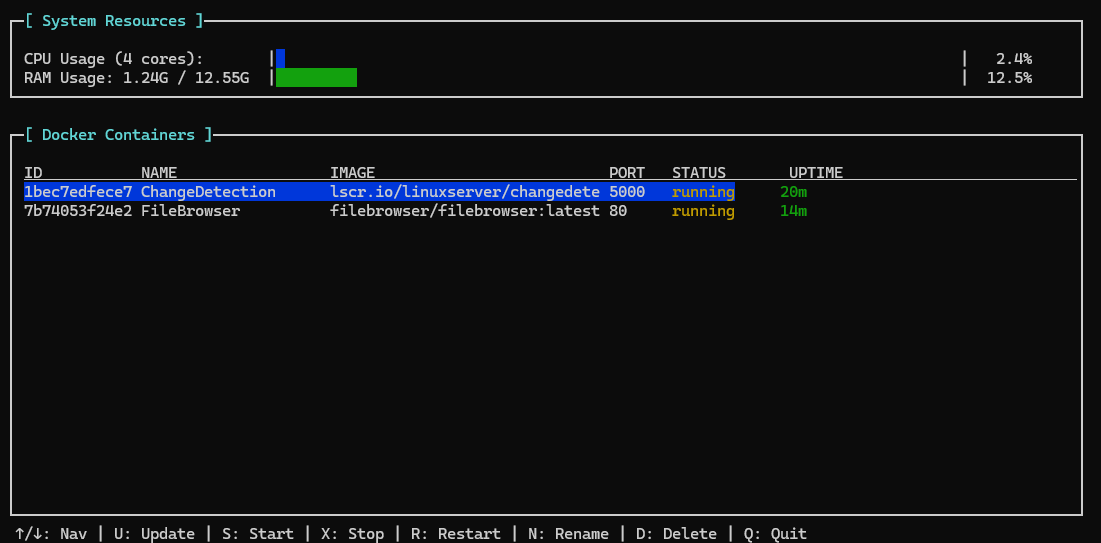 [ System Resources ]
CPU Usage (4 cores): | | 2.4%
RAM Usage: 1.24G / 12.55G | | 12.5%
[ Docker Containers ]
ID NAME IMAGE PORT STATUS UPTIME
1bec7edfece7 ChangeDetection lscr.io/linuxserver/changedete 5000 running 20m
7b74053f24e2 FileBrowser filebrowser/filebrowser:latest 80 running 14m
↑/↓: Nav | U: Update | S: Start | X: Stop | R: Restart | N: Rename | D: Delete | Q: Quit